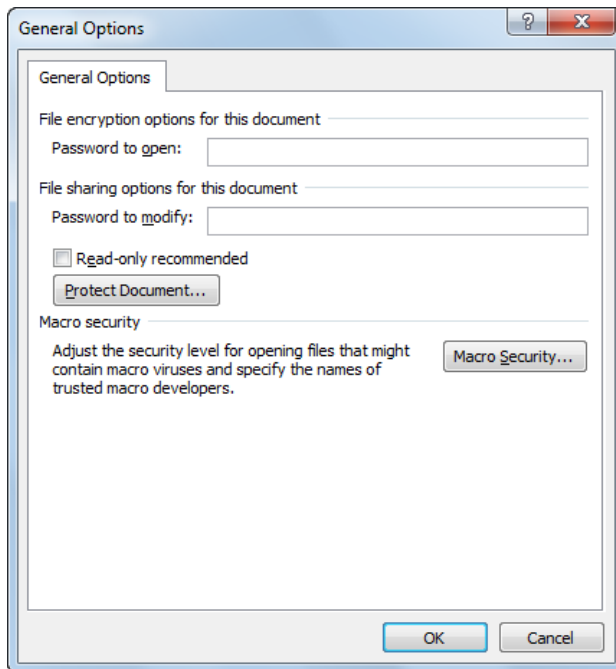 General Options
General Options
File encryption options for this document
Password to open:
File sharing options for this document
Password to modify:
Read-only recommended
Protect Document...
Macro security
Adjust the security level for opening files that might
contain macro viruses and specify the names of
trusted macro developers.
Macro Security...
OK
Cancel